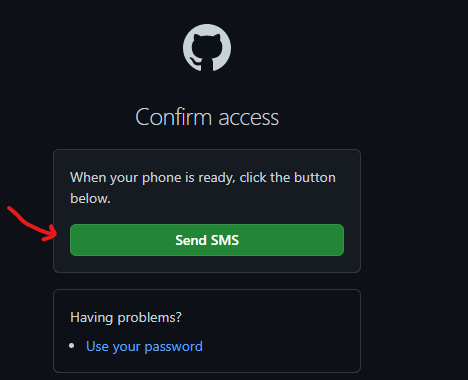 Confirm access
When your phone is ready, click the button
below.
Send SMS
Having problems?
Use your password